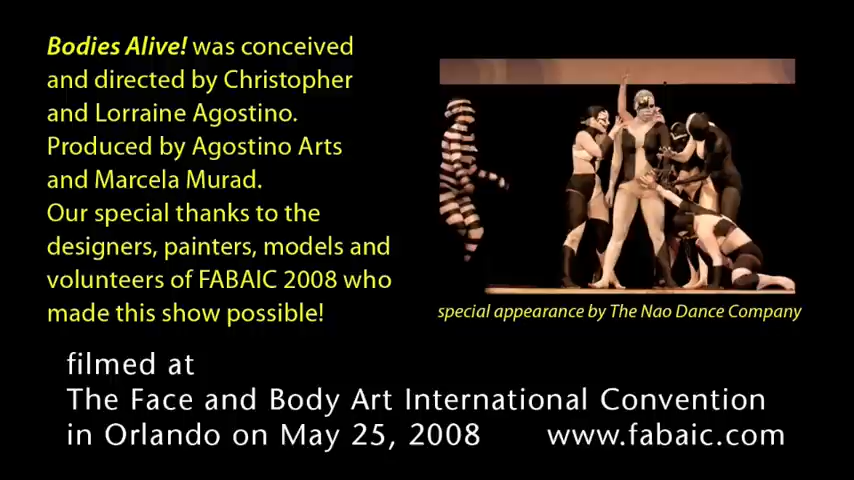 Bodies Alive! was conceived
and directed by Christopher
and Lorraine Agostino.
Produced by Agostino Arts
and Marcela Murad.
Our special thanks to the
designers, painters, models and
volunteers of FABAIC 2008 who
made this show possible!
special appearance by The Nao Dance Company
filmed at
The Face and Body Art International Convention
in Orlando on May 25, 2008 www.fabaic.com